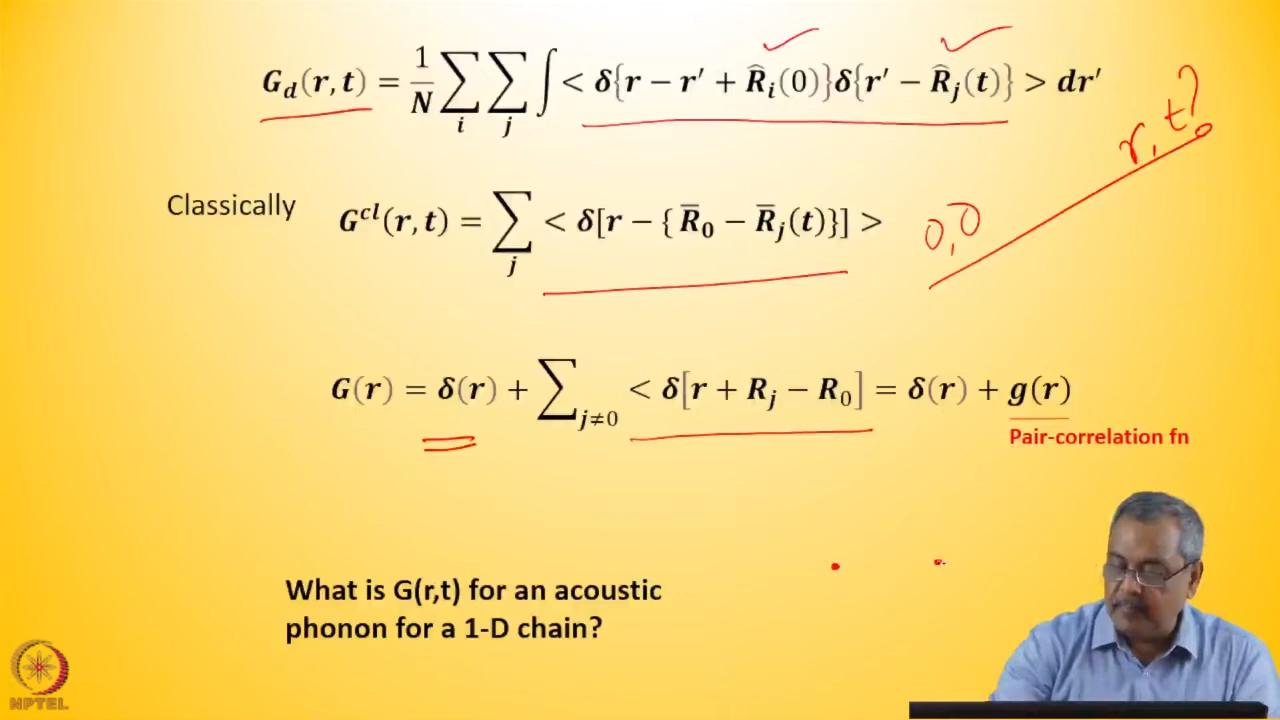 G_d(r, t) = 1/N ∑_i ∑_j ∫ < δ{r − r′ + R̂_i(0)}δ{r′ − R̂_j(t)} > dr′
r, t?
Classically G^cl(r, t) = ∑_j < δ[r − { R̅_0 − R̅_j(t)}] >
0, 0
G(r) = δ(r) + ∑_{j≠0} < δ[r + R_j − R_0] = δ(r) + g(r)
Pair-correlation fn
What is G(r,t) for an acoustic
phonon for a 1-D chain?
NPTEL